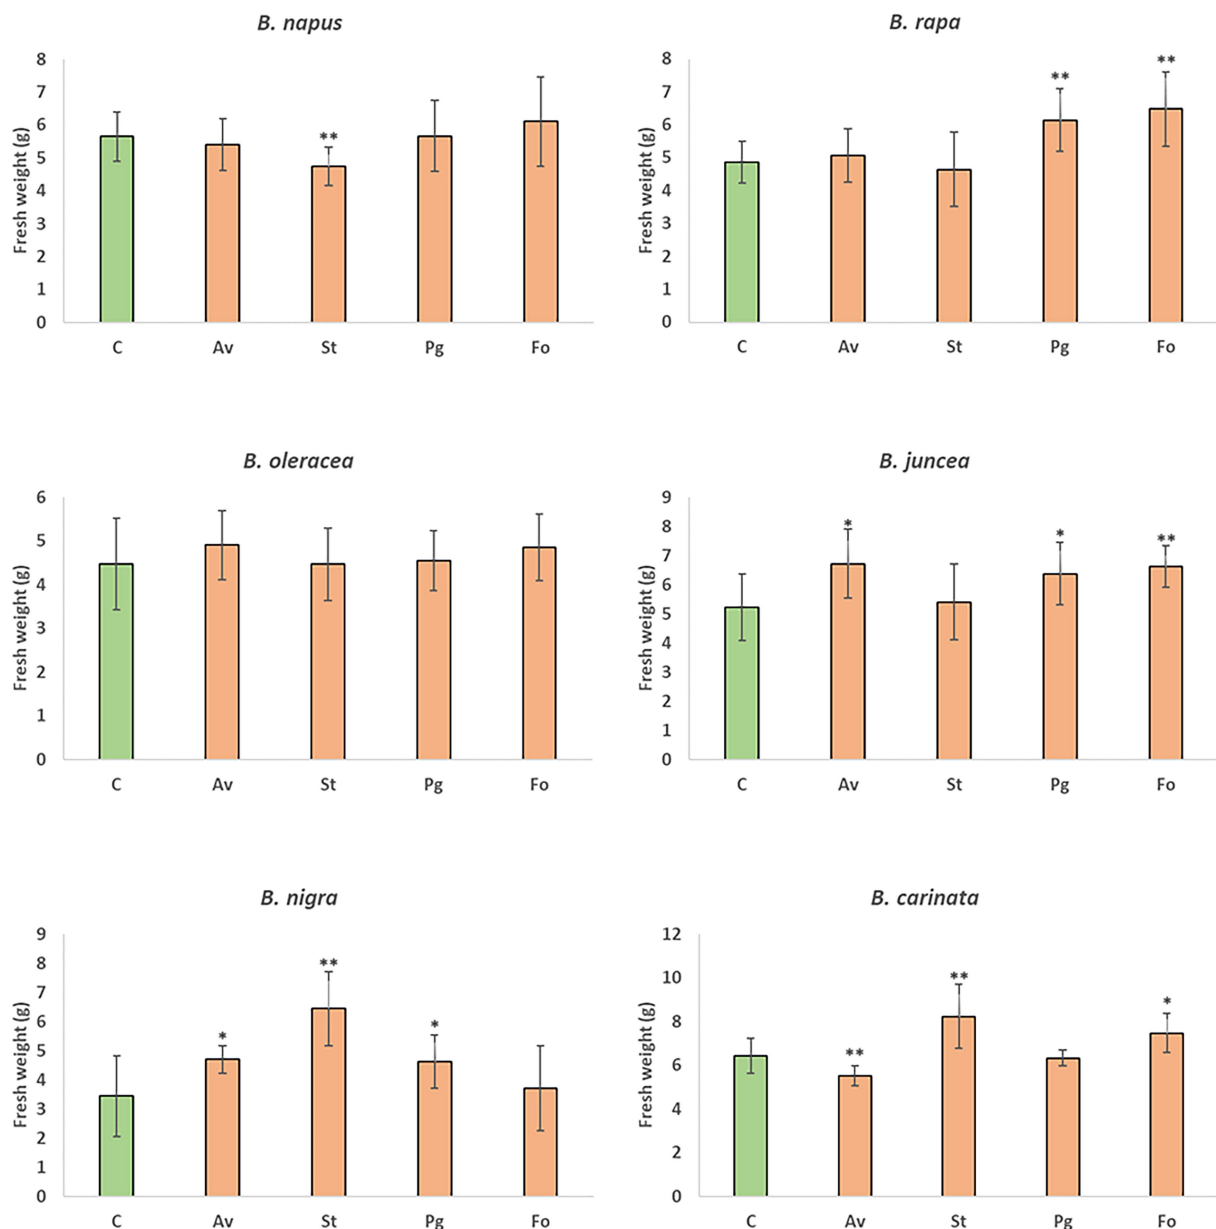 B. napus
8
7
6
5
4
3
2
1
0
Fresh weight (g)
**
C Av St Pg Fo
B. rapa
8
7
6
5
4
3
2
1
0
Fresh weight (g)
** **
C Av St Pg Fo
B. oleracea
6
5
4
3
2
1
0
Fresh weight (g)
C Av St Pg Fo
B. juncea
9
8
7
6
5
4
3
2
1
0
Fresh weight (g)
* * **
C Av St Pg Fo
B. nigra
9
8
7
6
5
4
3
2
1
0
Fresh weight (g)
* ** *
C Av St Pg Fo
B. carinata
12
10
8
6
4
2
0
Fresh weight (g)
** ** *
C Av St Pg Fo